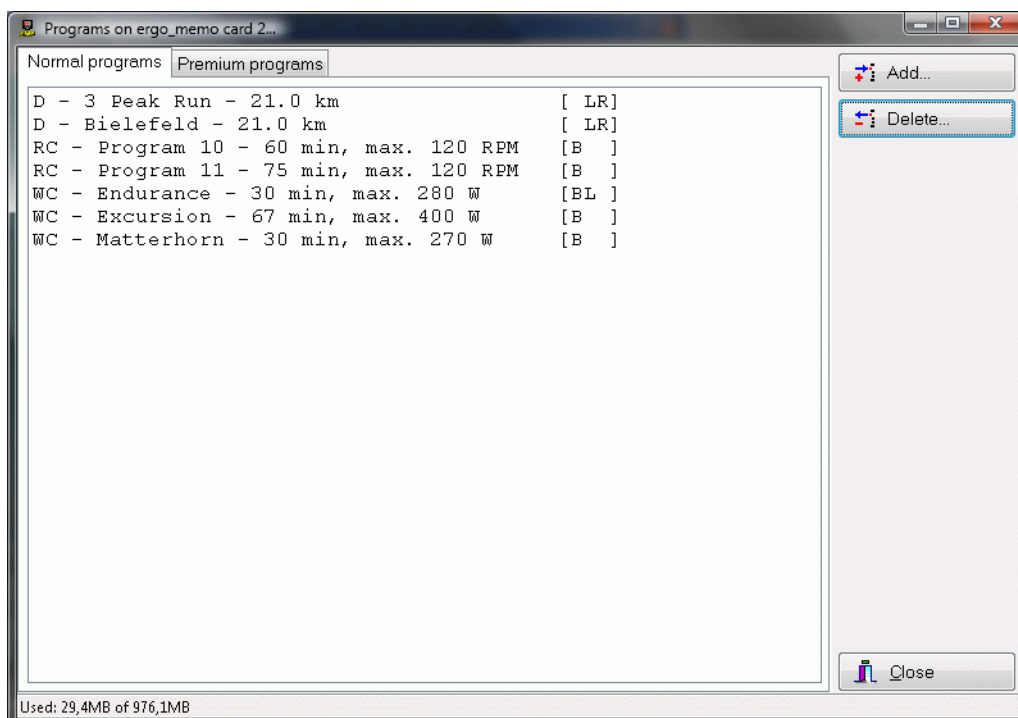 Programs on ergo_memo card 2...
Normal programs
Premium programs
D - 3 Peak Run - 21.0 km [ LR]
D - Bielefeld - 21.0 km [ LR]
RC - Program 10 - 60 min, max. 120 RPM [B  ]
RC - Program 11 - 75 min, max. 120 RPM [B  ]
WC - Endurance - 30 min, max. 280 W [BL ]
WC - Excursion - 67 min, max. 400 W [B  ]
WC - Matterhorn - 30 min, max. 270 W [B  ]
Add...
Delete...
Close
Used: 29,4MB of 976,1MB